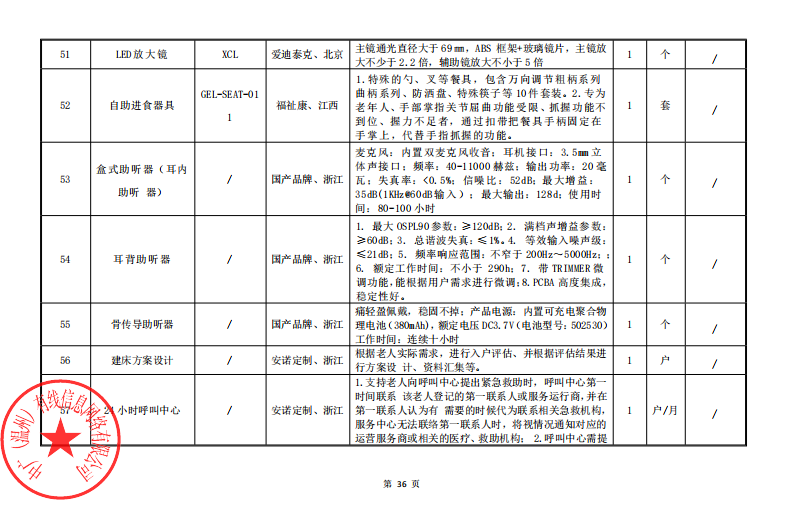 51 LED放大镜 XCL 爱迪泰克、北京 主镜通光直径大于69mm，ABS 框架+玻璃镜片，主镜放 1 个 /
大不少于2.2倍，辅助镜放大不小于5倍
52 自助进食器具 GEL-SEAT-01 福祉康、江西 1.特殊的勺、叉等餐具，包含万向调节粗柄系列 1 套 /
曲柄系列、防洒盘、特殊筷子等10件套装。2.专为
老年人、手部掌指关节屈曲功能受限、抓握功能不
到位、握力不足者，通过扣带把餐具手柄固定在
手掌上，代替手指抓握的功能。
53 盒式助听器（耳内助听 器） / 国产品牌、浙江 麦克风：内置双麦克风收音；耳机接口：3.5mm立 1 个 /
体声接口；频率：40-11000赫兹；输出功率：20毫
瓦；失真率：<0.5%；信噪比：52dB；最大增益：
35dB(1KHz@60dB输入）；最大输出：128d；使用时
间：80-100小时
54 耳背助听器 / 国产品牌、浙江 1. 最大OSPL90参数：≥120dB；2. 满档声增益参数： 1 个 /
≥60dB；3. 总谐波失真：≤1%。4. 等效输入噪声级：
≤21dB；5. 频率响应范围：不窄于200Hz～5000Hz；；
6. 额定工作时间：不小于 290h；7. 带TRIMMER微
调功能，能根据用户需求进行微调；8.PCBA高度集成，
稳定性好。
55 骨传导助听器 / 国产品牌、浙江 痛轻盈佩戴，稳固不掉；产品电源：内置可充电聚合物 1 个 /
理电池（380mAh），额定电压DC3.7V（电池型号：502530）
工作时间：连续十小时
56 建床方案设计 / 安诺定制、浙江 根据老人实际需求，进行入户评估、并根据评估结果进 1 户 /
行方案设 计、资料汇集等。
57 24小时呼叫中心 / 安诺定制、浙江 1.支持老人向呼叫中心提出紧急救助时，呼叫中心第一 1 户/月 /
时间联系 该老人登记的第一联系人或服务运行商，并在
第一联系人认为有 需要的时候代为联系相关急救机构，
服务中心无法联络第一联系人时，将视情况通知对应的
运营服务商或相关的医疗、救助机构； 2.呼叫中心需提
中广（温州）有线信息网络有限公司
第 36 页